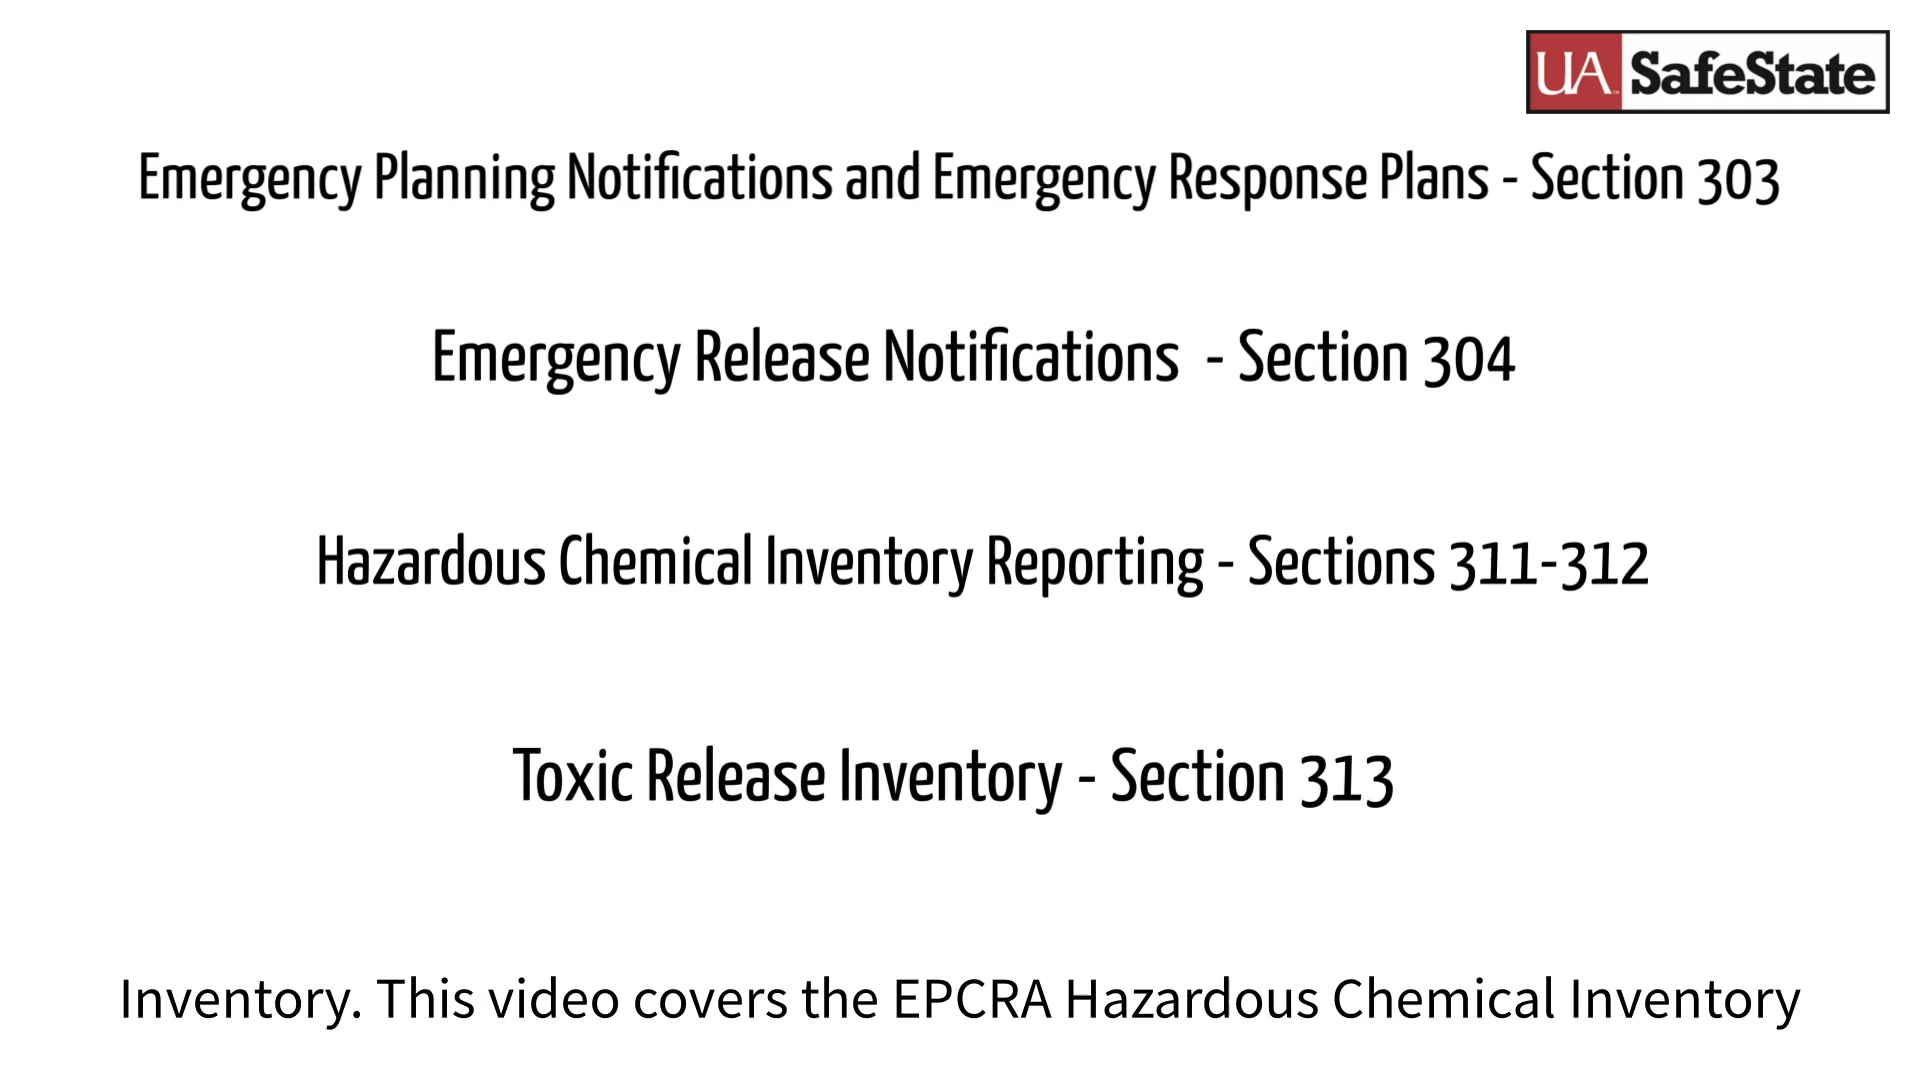 UA SafeState
Emergency Planning Notifications and Emergency Response Plans - Section 303
Emergency Release Notifications - Section 304
Hazardous Chemical Inventory Reporting - Sections 311-312
Toxic Release Inventory - Section 313
Inventory. This video covers the EPCRA Hazardous Chemical Inventory